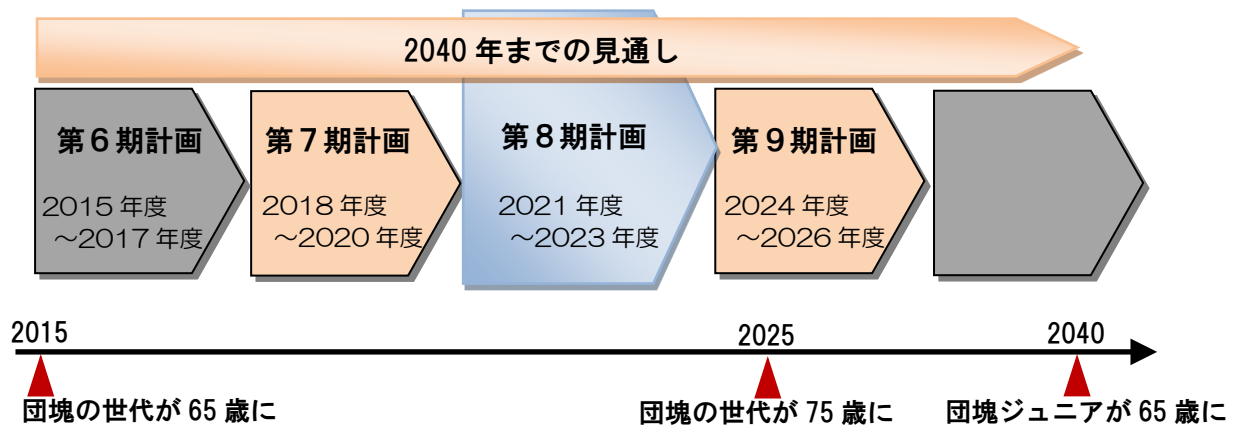 2040 年までの見通し
第６期計画
2015 年度
～2017 年度
第７期計画
2018 年度
～2020 年度
第８期計画
2021 年度
～2023 年度
第９期計画
2024 年度
～2026 年度
2015
2025
2040
団塊の世代が 65 歳に
団塊の世代が 75 歳に
団塊ジュニアが 65 歳に